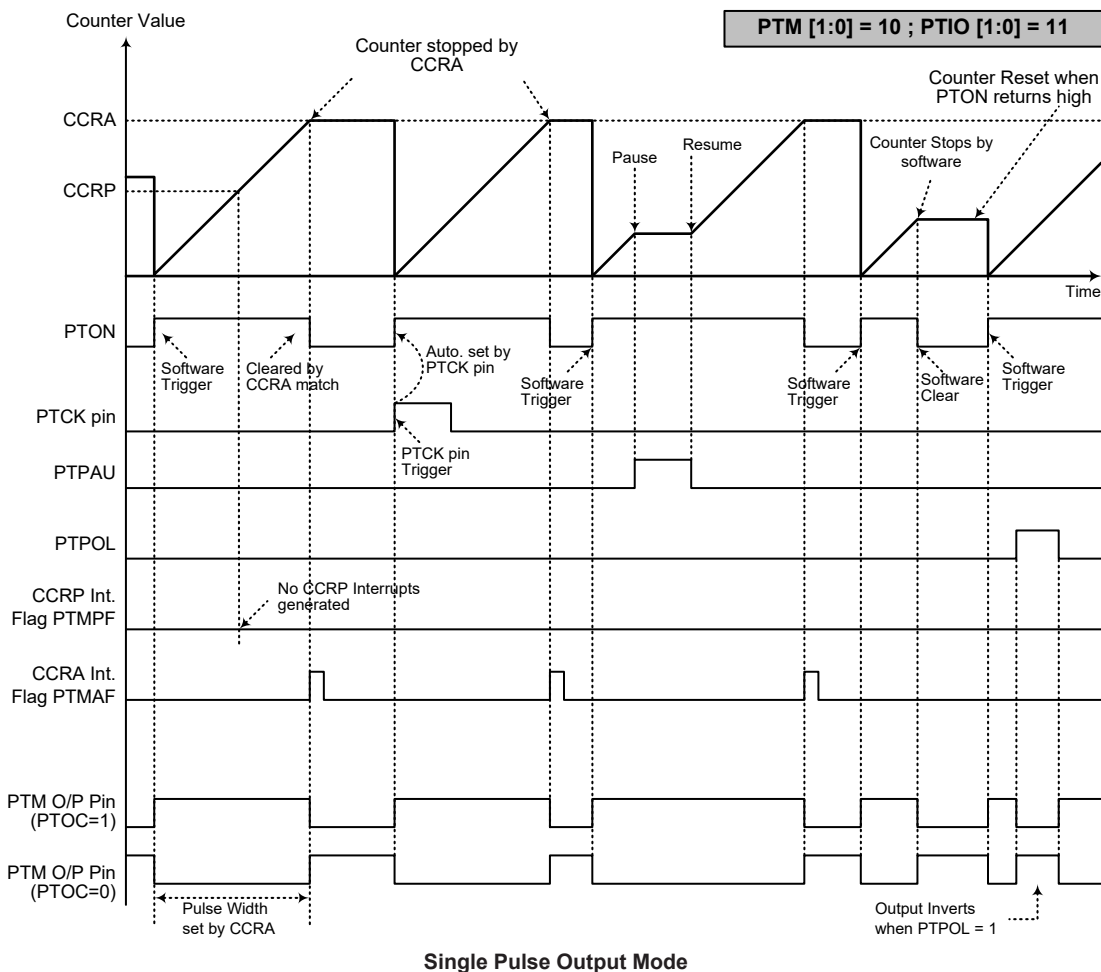 Counter Value
PTM [1:0] = 10 ; PTIO [1:0] = 11
Counter stopped by
CCRA
Counter Reset when
PTON returns high
CCRA
Pause
Resume
Counter Stops by
software
CCRP
Time
PTON
Software
Trigger
Cleared by
CCRA match
Auto. set by
PTCK pin
Software
Trigger
Software
Trigger
Software
Clear
Software
Trigger
PTCK pin
PTCK pin
Trigger
PTPAU
PTPOL
CCRP Int.
Flag PTMPF
No CCRP Interrupts
generated
CCRA Int.
Flag PTMAF
PTM O/P Pin
(PTOC=1)
PTM O/P Pin
(PTOC=0)
Pulse Width
set by CCRA
Output Inverts
when PTPOL = 1
Single Pulse Output Mode